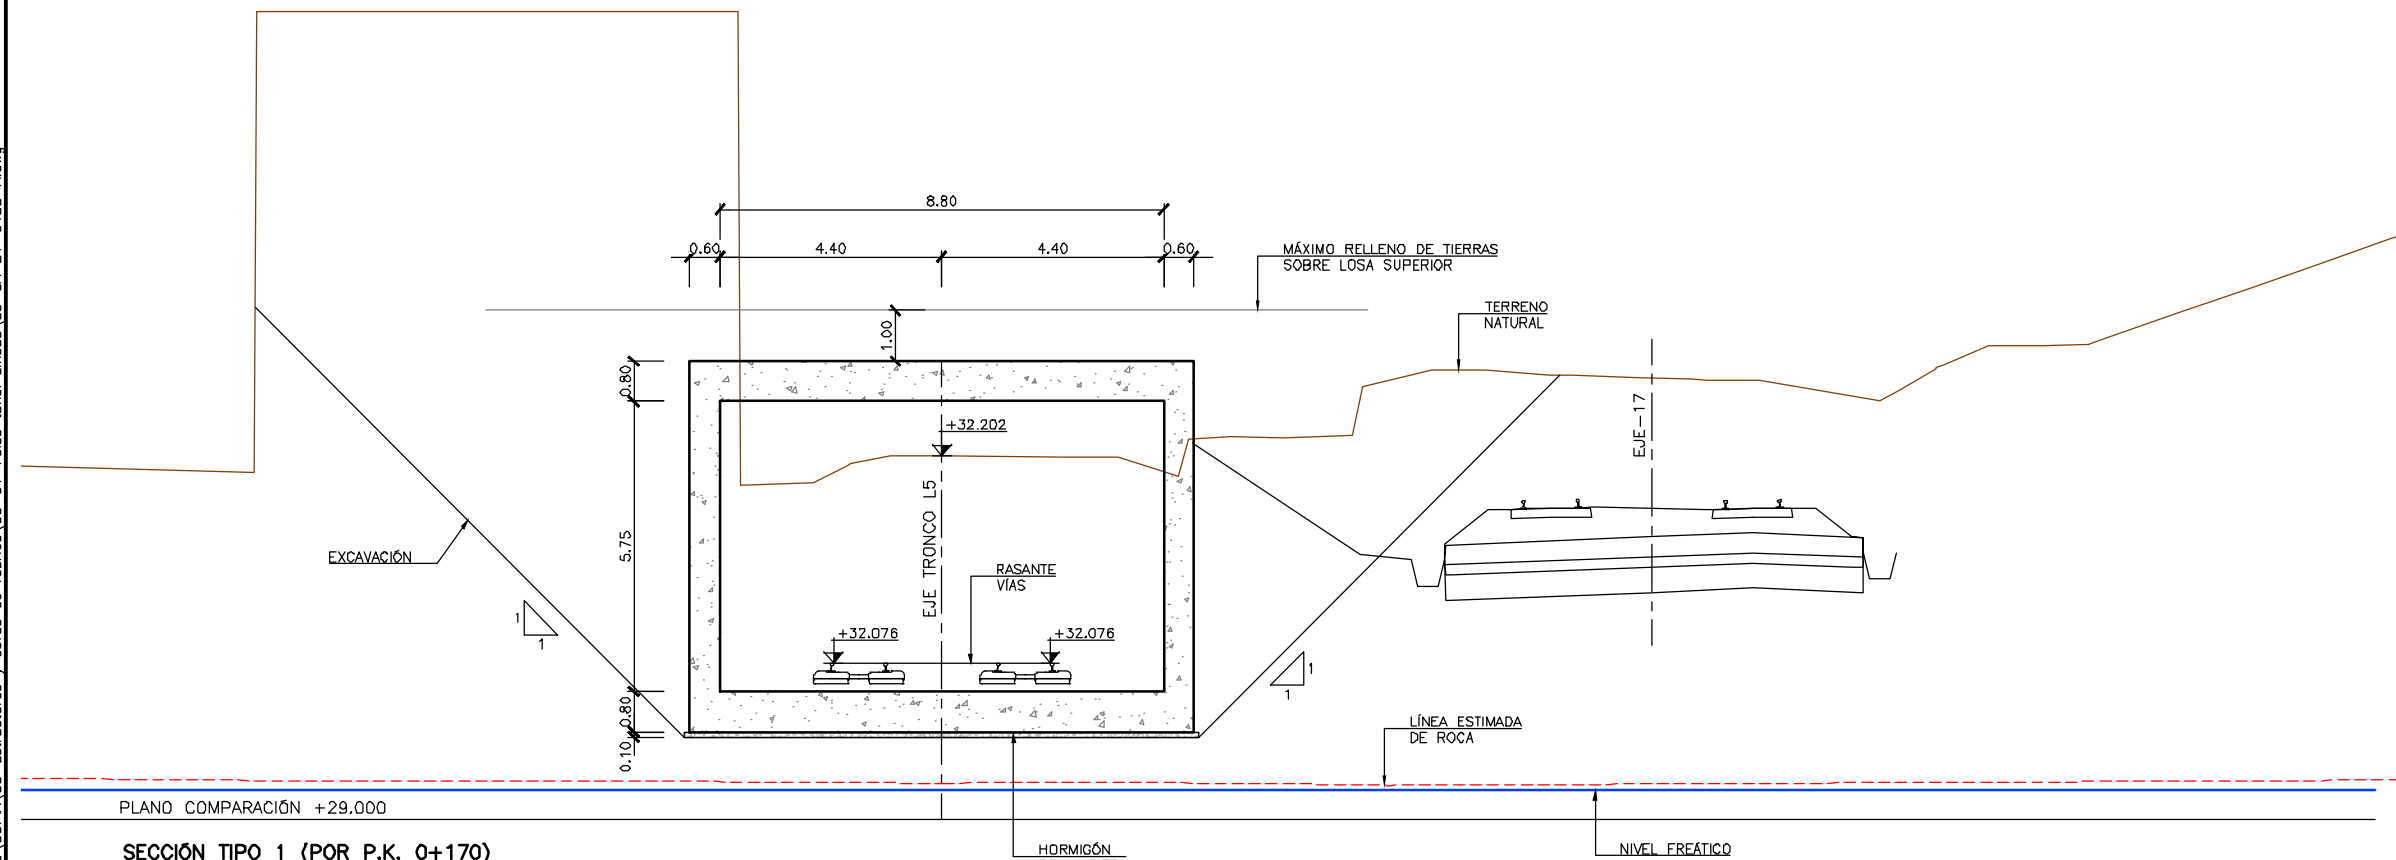 8.80
0.60
4.40
4.40
0.60
MÁXIMO RELLENO DE TIERRAS
SOBRE LOSA SUPERIOR
TERRENO
NATURAL
1.00
0.80
+32.202
EJE-17
EJE TRONCO L5
5.75
EXCAVACIÓN
RASANTE
VÍAS
1
1
+32.076
+32.076
1
1
0.80
0.10
LÍNEA ESTIMADA
DE ROCA
PLANO COMPARACIÓN +29.000
SECCIÓN TIPO 1 (POR P.K. 0+170)
HORMIGÓN
NIVEL FREÁTICO